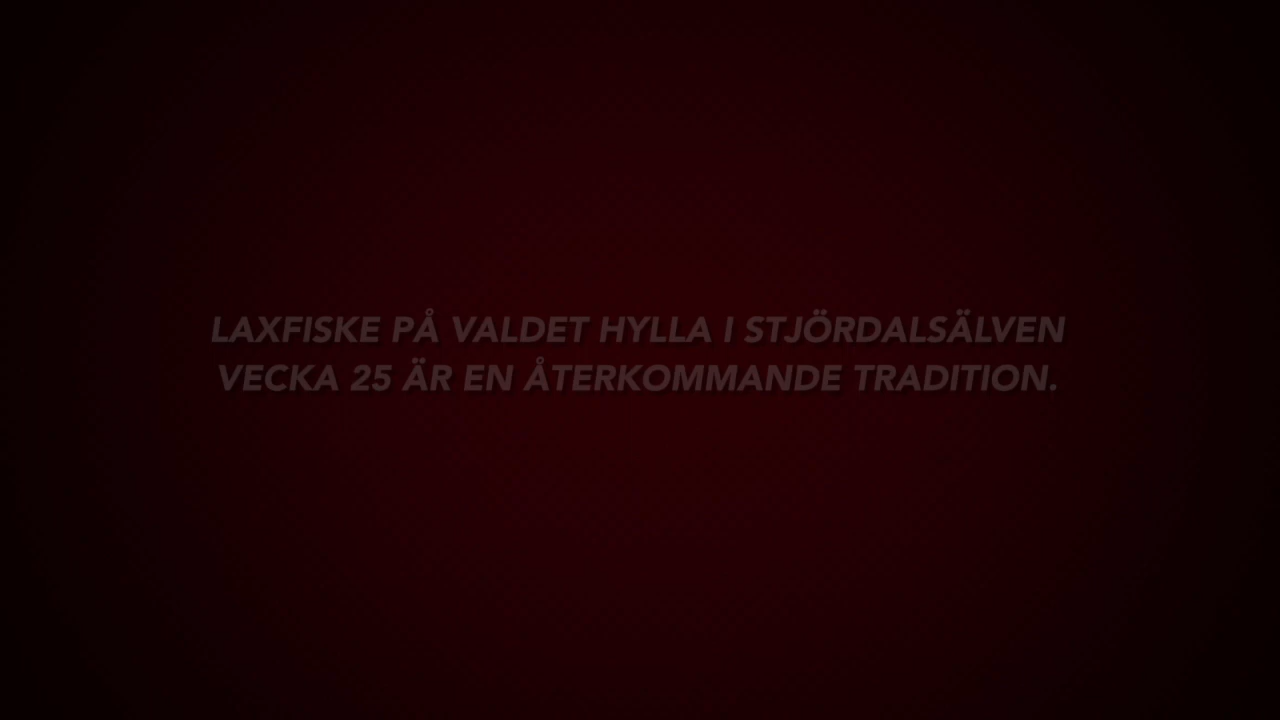 LAXFISKE PÅ VALDET HYLLA I STJÖRDALSÄLVEN
VECKA 25 ÄR EN ÅTERKOMMANDE TRADITION.